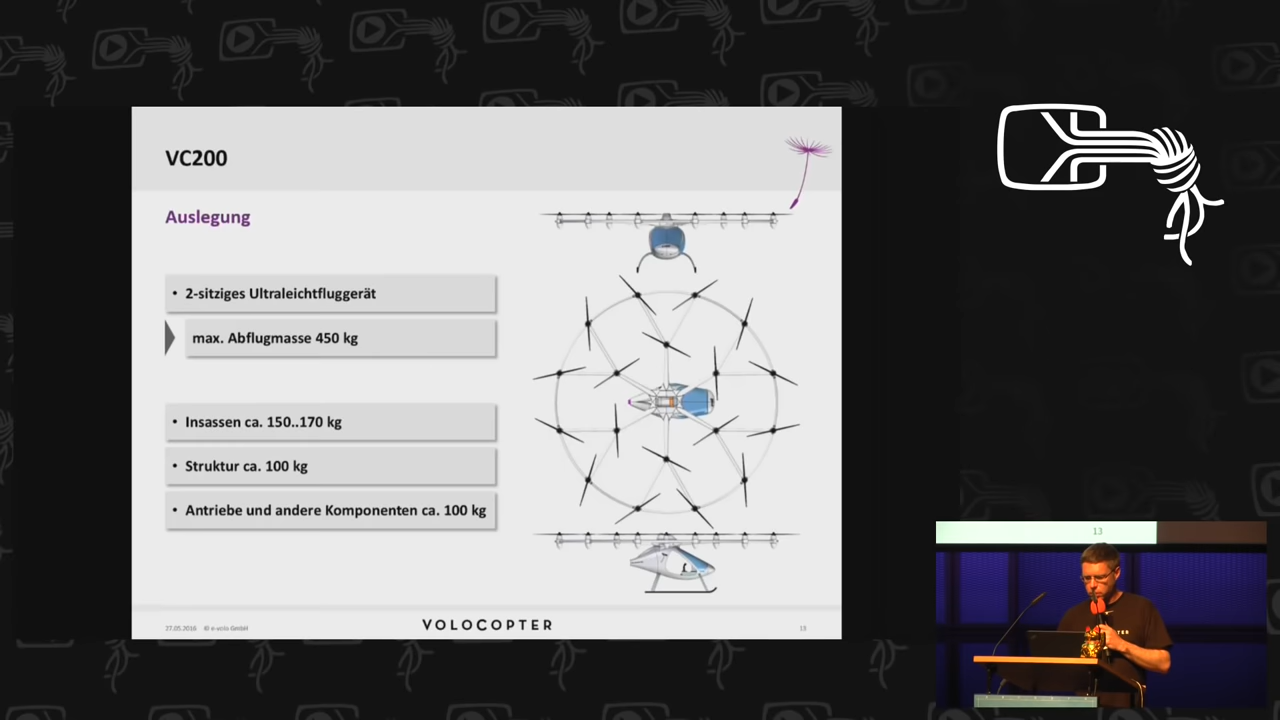 VC200
Auslegung
• 2-sitziges Ultraleichtfluggerät
max. Abflugmasse 450 kg
• Insassen ca. 150..170 kg
• Struktur ca. 100 kg
• Antriebe und andere Komponenten ca. 100 kg
27.05.2016 © e-volo GmbH
VOLOCOPTER
13
13